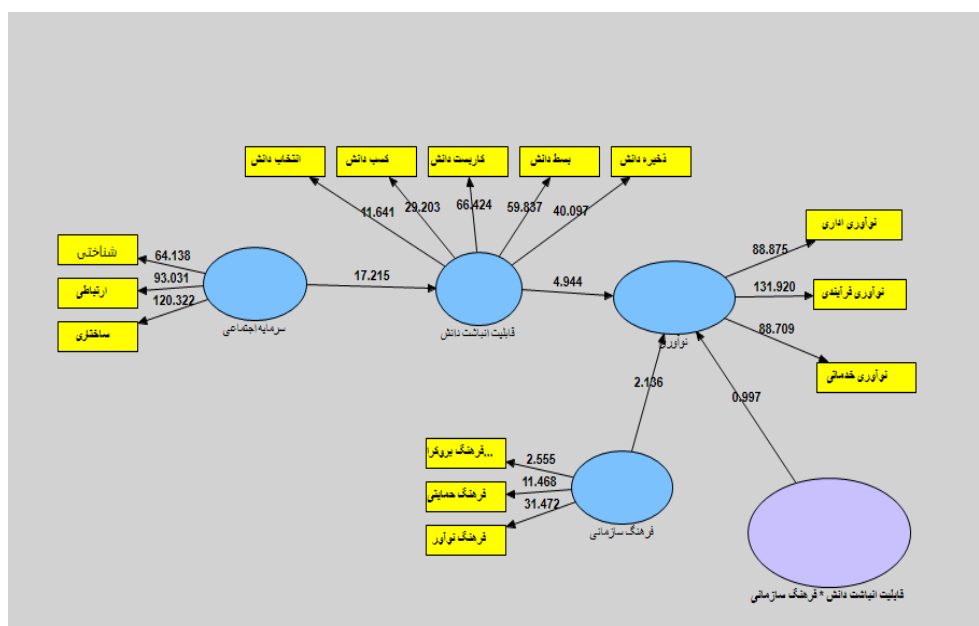 انتخاب دانش
کسب دانش
کاربست دانش
بسط دانش
ذخیره دانش
11.641
29.203
66.424
59.837
40.097
شناختی
ارتباطی
ساختاری
64.138
93.031
120.322
سرمایه اجتماعی
17.215
قابلیت انباشت دانش
4.944
نوآوری
88.875
131.920
88.709
نوآوری اداری
نوآوری فرآیندی
نوآوری خدماتی
2.136
0.997
فرهنگ بروکرا...
فرهنگ حمایتی
فرهنگ نوآور
2.555
11.468
31.472
فرهنگ سازمانی
قابلیت انباشت دانش * فرهنگ سازمانی